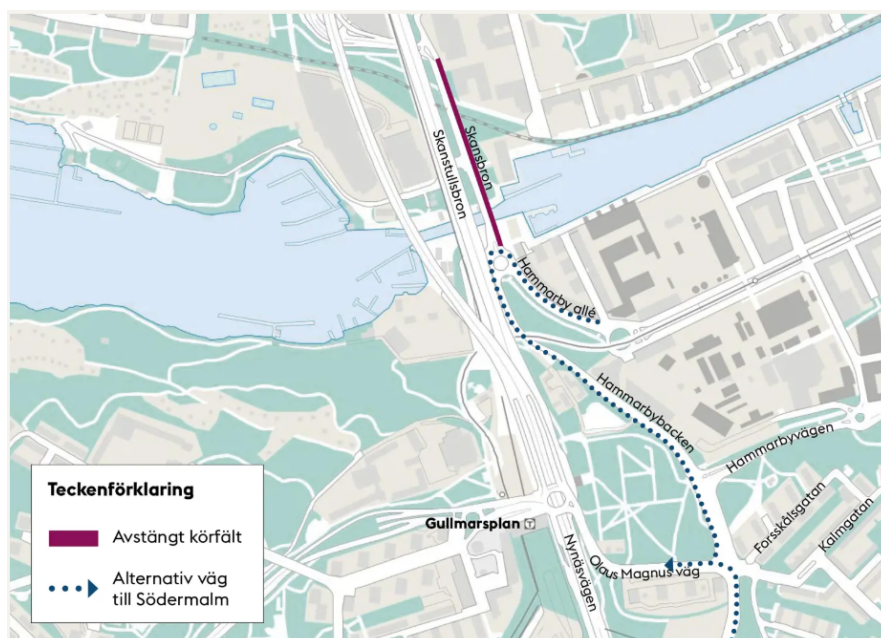 Skanstullsbron
Skansbron
Hammarby allé
Hammarbybacken
Hammarbyvägen
Forsskålsgatan
Kalmgatan
Gullmarsplan T
Nynäsvägen
Olaus Magnus väg
Teckenförklaring
Avstängt körfält
Alternativ väg
till Södermalm